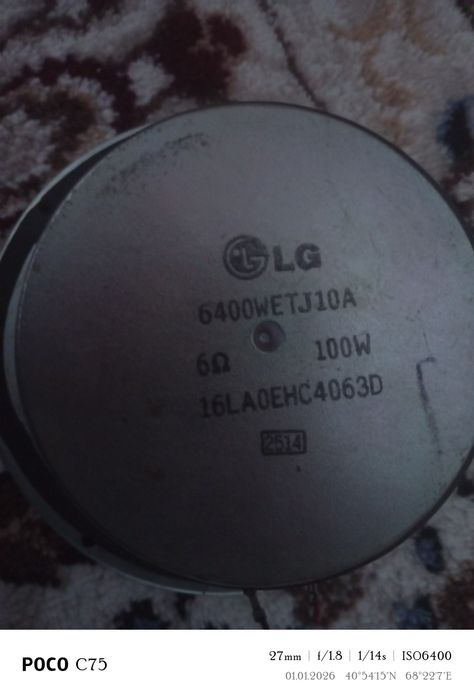 LG
6400WETJ10A
6Ω 100W
16LA0EHC4063D
2514
POCO C75
27mm | f/1.8 | 1/14s | ISO6400
01.01.2026 40°54'15"N 68°22'7"E